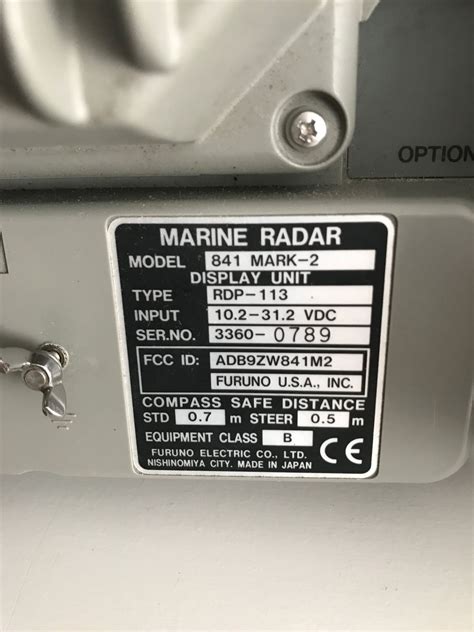 OPTION
MARINE RADAR
MODEL 841 MARK-2
DISPLAY UNIT
TYPE RDP-113
INPUT 10.2-31.2 VDC
SER.NO. 3360-0789
FCC ID: ADB9ZW841M2
FURUNO U.S.A., INC.
COMPASS SAFE DISTANCE
STD 0.7 m STEER 0.5 m
EQUIPMENT CLASS B CE
FURUNO ELECTRIC CO., LTD.
NISHINOMIYA CITY. MADE IN JAPAN